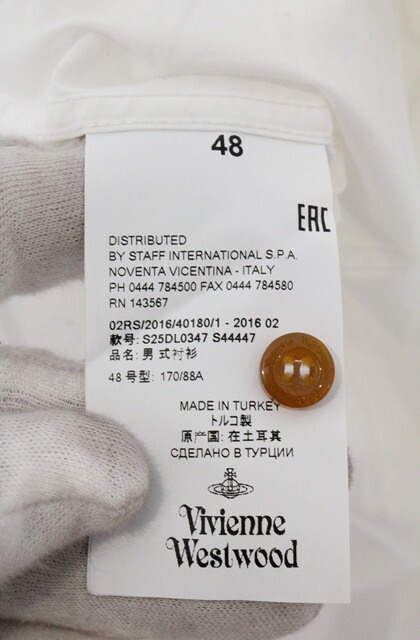 48
EAC
DISTRIBUTED
BY STAFF INTERNATIONAL S.P.A.
NOVENTA VICENTINA - ITALY
PH 0444 784500 FAX 0444 784580
RN 143567
02RS/2016/40180/1 - 2016 02
款号: S25DL0347 S44447
品名: 男式衬衫
48 号型: 170/88A
MADE IN TURKEY
トルコ製
原产国: 在土耳其
СДЕЛАНО В ТУРЦИИ
Vivienne
Westwood